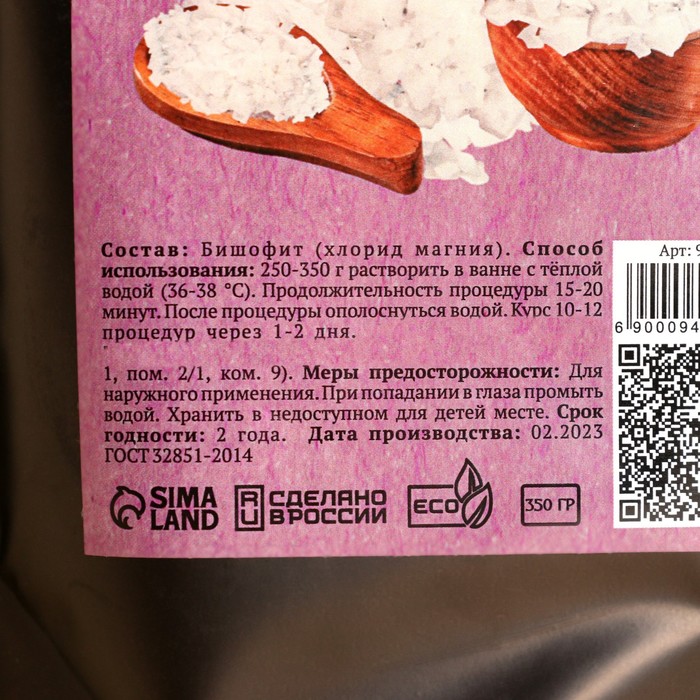 Состав: Бишофит (хлорид магния). Способ
использования: 250-350 г растворить в ванне с тёплой
водой (36-38 °C). Продолжительность процедуры 15-20
минут. После процедуры ополоснуться водой. Курс 10-12
процедур через 1-2 дня.
1, пом. 2/1, ком. 9). Меры предосторожности: Для
наружного применения. При попадании в глаза промыть
водой. Хранить в недоступном для детей месте. Срок
годности: 2 года. Дата производства: 02.2023
ГОСТ 32851-2014
Арт: 9
6 900094
SIMA
LAND
RU
СДЕЛАНО
В РОССИИ
ECO
350 ГР